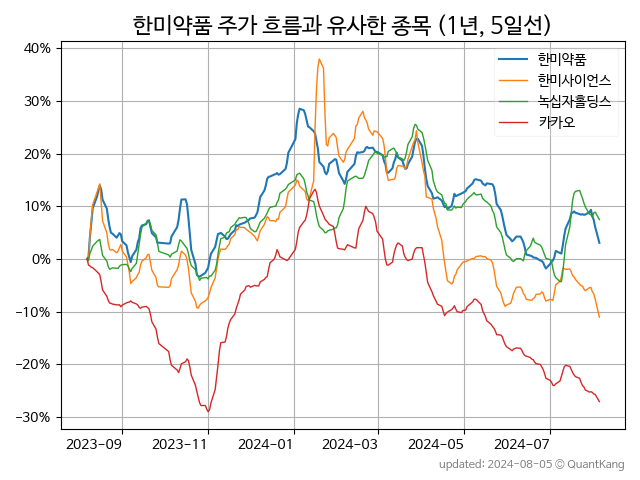 한미약품 주가 흐름과 유사한 종목 (1년, 5일선)
한미약품
한미사이언스
녹십자홀딩스
카카오
40%
30%
20%
10%
0%
−10%
−20%
−30%
2023-09
2023-11
2024-01
2024-03
2024-05
2024-07
updated: 2024-08-05 © QuantKang